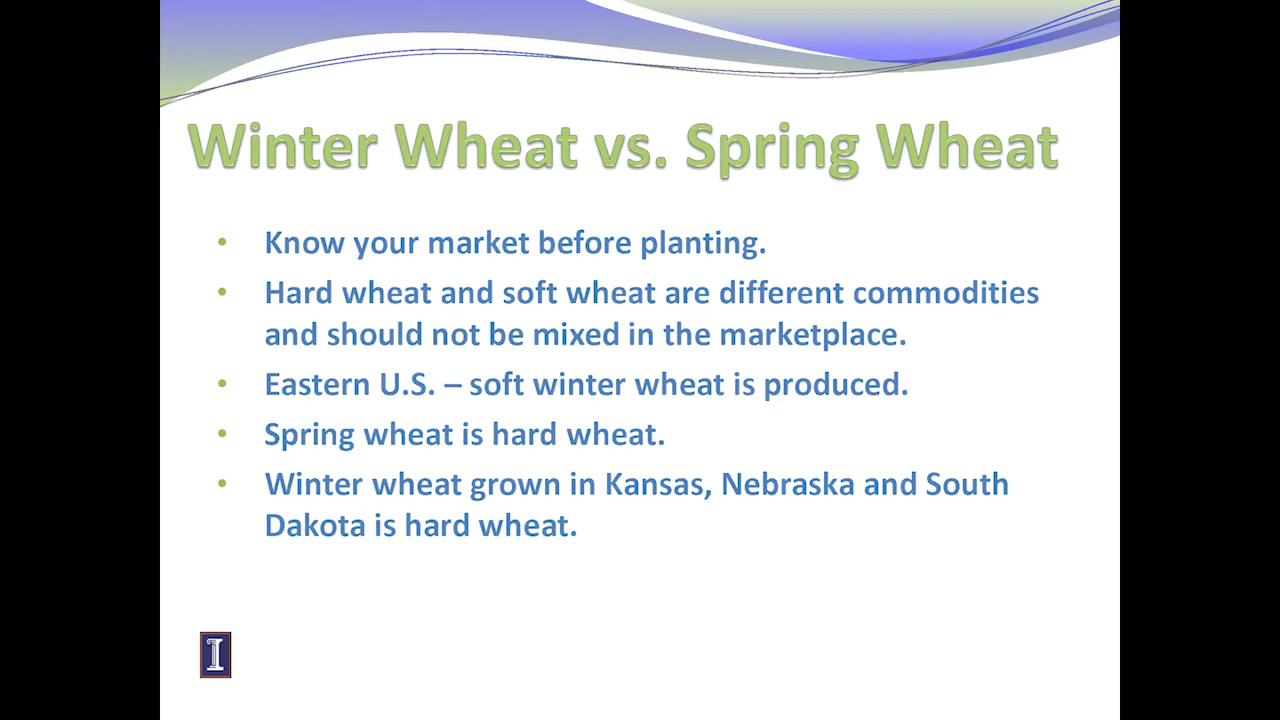 Winter Wheat vs. Spring Wheat
• Know your market before planting.
• Hard wheat and soft wheat are different commodities
and should not be mixed in the marketplace.
• Eastern U.S. – soft winter wheat is produced.
• Spring wheat is hard wheat.
• Winter wheat grown in Kansas, Nebraska and South
Dakota is hard wheat.
I